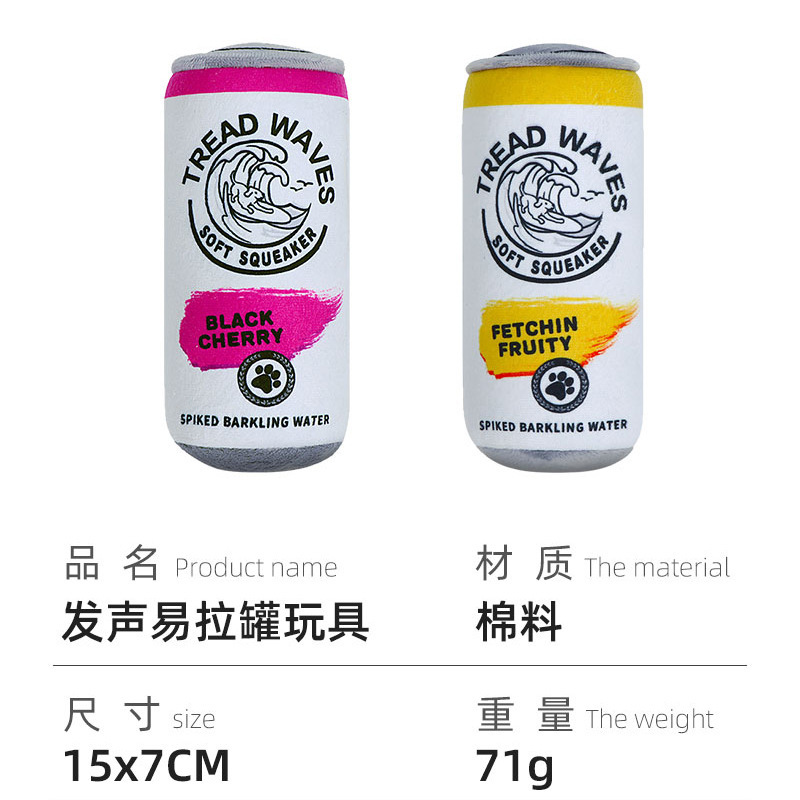 TREAD WAVES
SOFT SQUEAKER
BLACK
CHERRY
SPIKED BARKLING WATER
TREAD WAVES
SOFT SQUEAKER
FETCHIN
FRUITY
SPIKED BARKLING WATER
品 名 Product name
发声易拉罐玩具
材 质 The material
棉料
尺 寸 size
15x7CM
重 量 The weight
71g